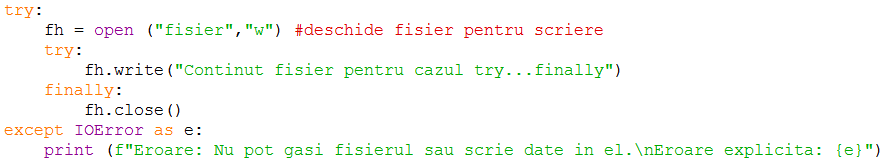 try:
    fh = open ("fisier","w") #deschide fisier pentru scriere
    try:
        fh.write("Continut fisier pentru cazul try...finally")
    finally:
        fh.close()
except IOError as e:
    print (f"Eroare: Nu pot gasi fisierul sau scrie date in el.\nEroare explicita: {e}")